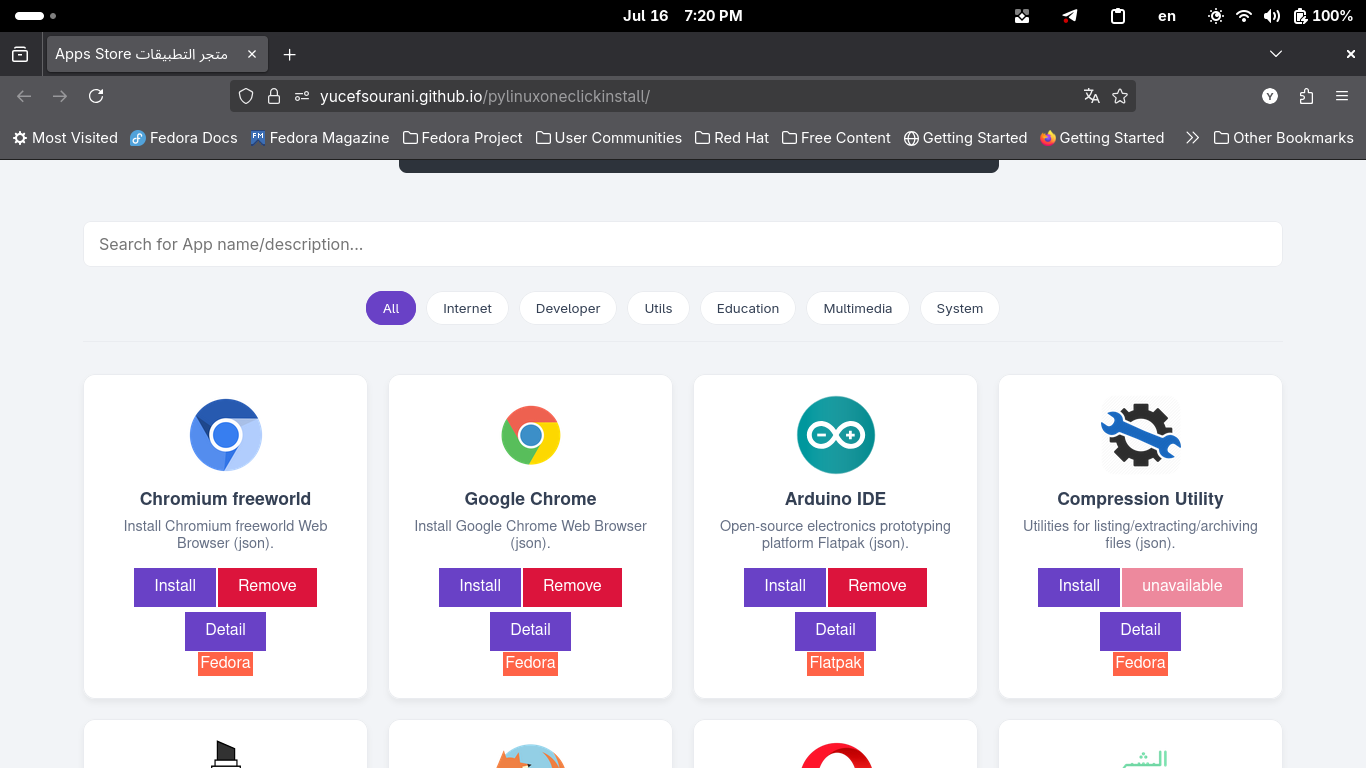 Jul 16 7:20 PM
en
100%
Apps Store متجر التطبيقات
yucefsourani.github.io/pylinuxoneclickinstall/
Y
Most Visited
Fedora Docs
FM Fedora Magazine
Fedora Project
User Communities
Red Hat
Free Content
Getting Started
Getting Started
Other Bookmarks
Search for App name/description...
All
Internet
Developer
Utils
Education
Multimedia
System
Chromium freeworld
Install Chromium freeworld Web
Browser (json).
Install
Remove
Detail
Fedora
Google Chrome
Install Google Chrome Web Browser
(json).
Install
Remove
Detail
Fedora
Arduino IDE
Open-source electronics prototyping
platform Flatpak (json).
Install
Remove
Detail
Flatpak
Compression Utility
Utilities for listing/extracting/archiving
files (json).
Install
unavailable
Detail
Fedora